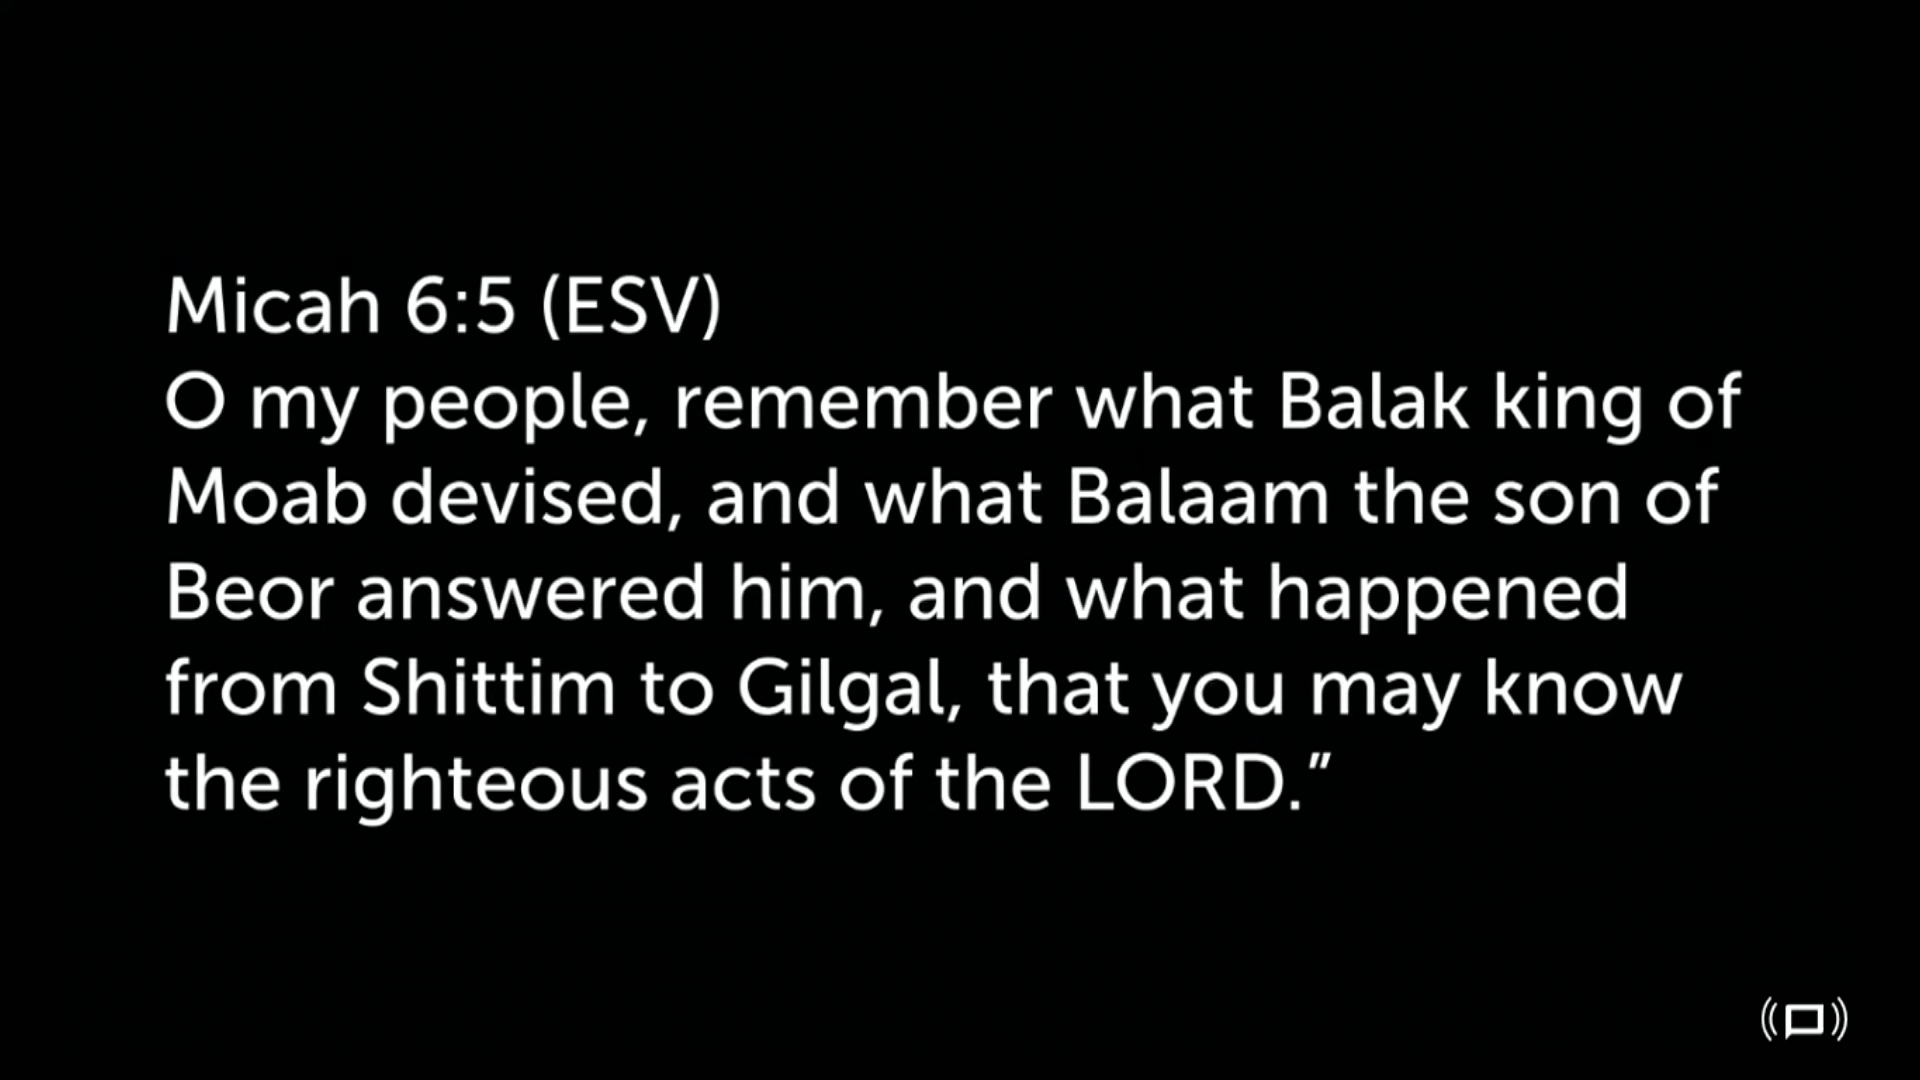 Micah 6:5 (ESV)
O my people, remember what Balak king of
Moab devised, and what Balaam the son of
Beor answered him, and what happened
from Shittim to Gilgal, that you may know
the righteous acts of the LORD.”